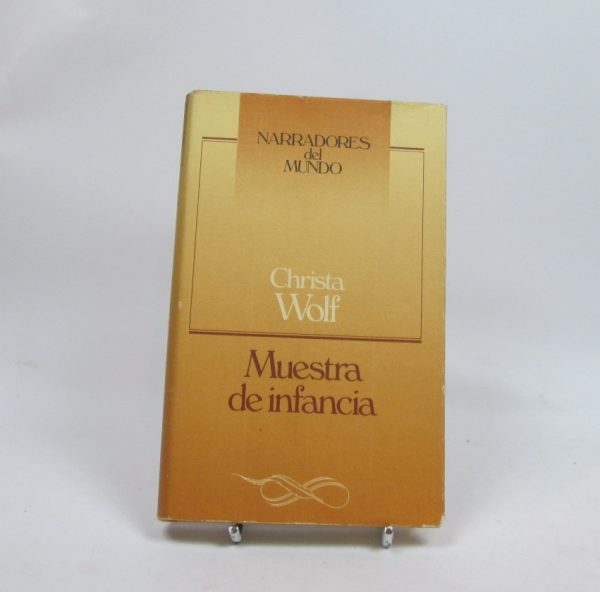 NARRADORES
del
MUNDO
Christa
Wolf
Muestra
de infancia